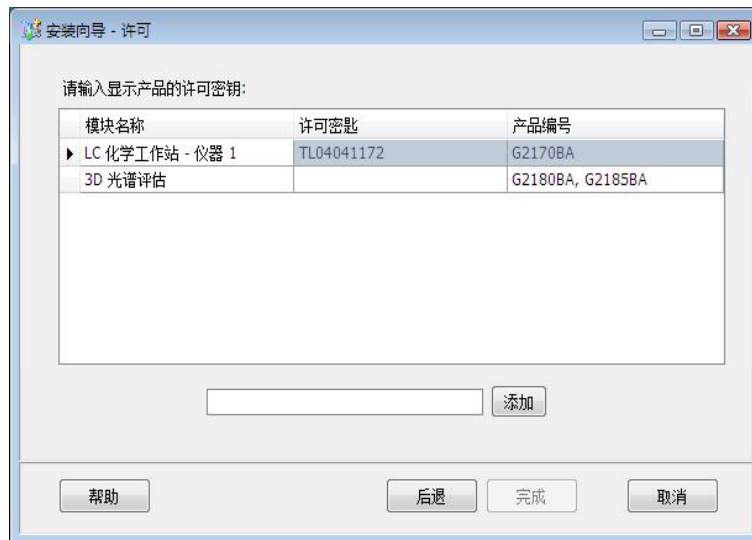 安装向导 - 许可
请输入显示产品的许可密钥:
模块名称 许可密匙 产品编号
LC 化学工作站 - 仪器 1 TL04041172 G2170BA
3D 光谱评估 G2180BA, G2185BA
添加
帮助 后退 完成 取消